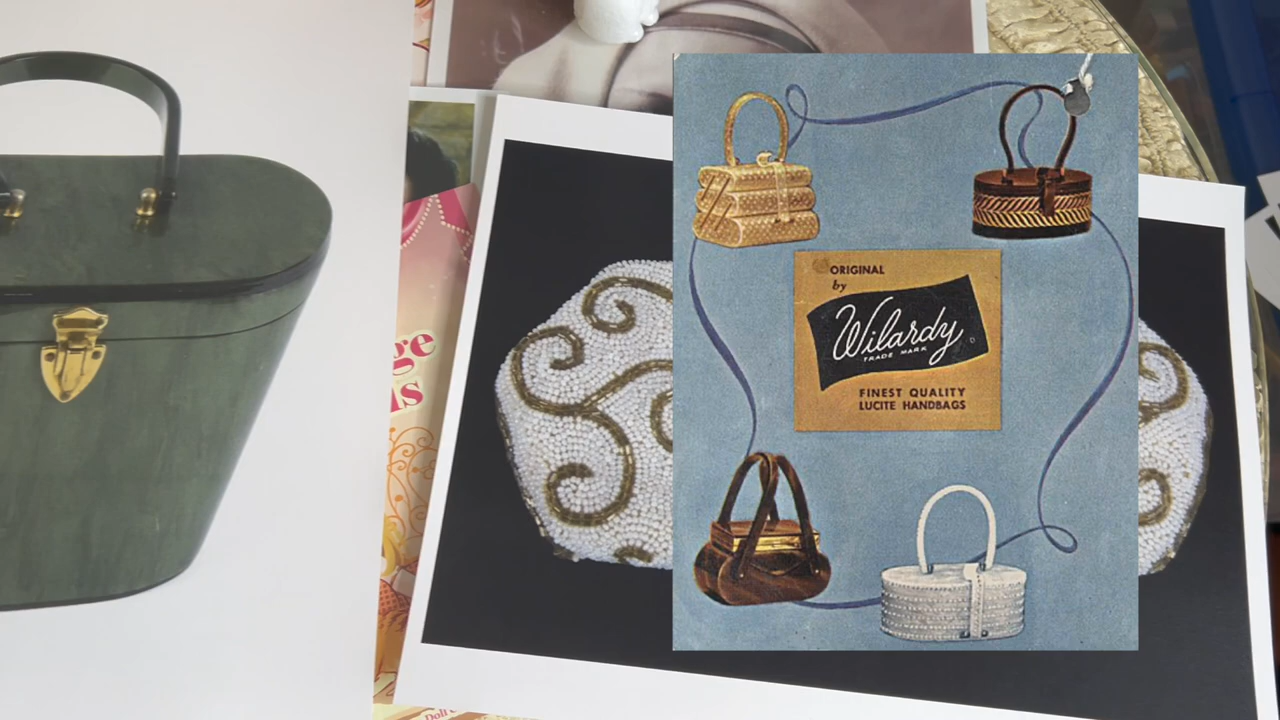 ORIGINAL
by
Wilardy
TRADE MARK
FINEST QUALITY
LUCITE HANDBAGS